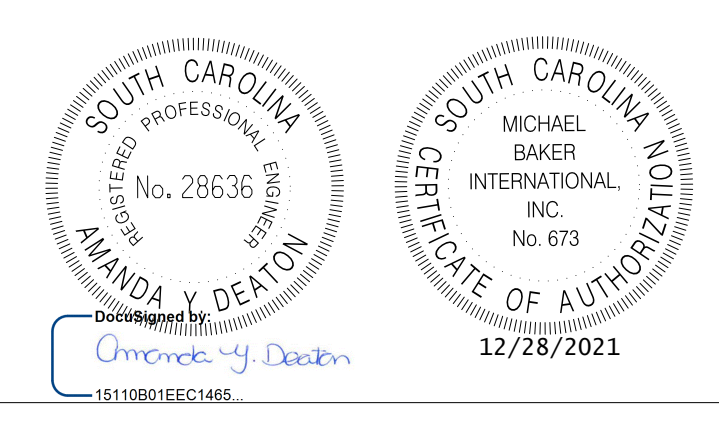 SOUTH CAROLINA
REGISTERED PROFESSIONAL ENGINEER
No. 28636
AMANDA Y DEATON
DocuSigned by:
Amanda Y. Deaton
15110B01EEC1465...
SOUTH CAROLINA
MICHAEL
BAKER
INTERNATIONAL,
INC.
No. 673
CERTIFICATE OF AUTHORIZATION
12/28/2021